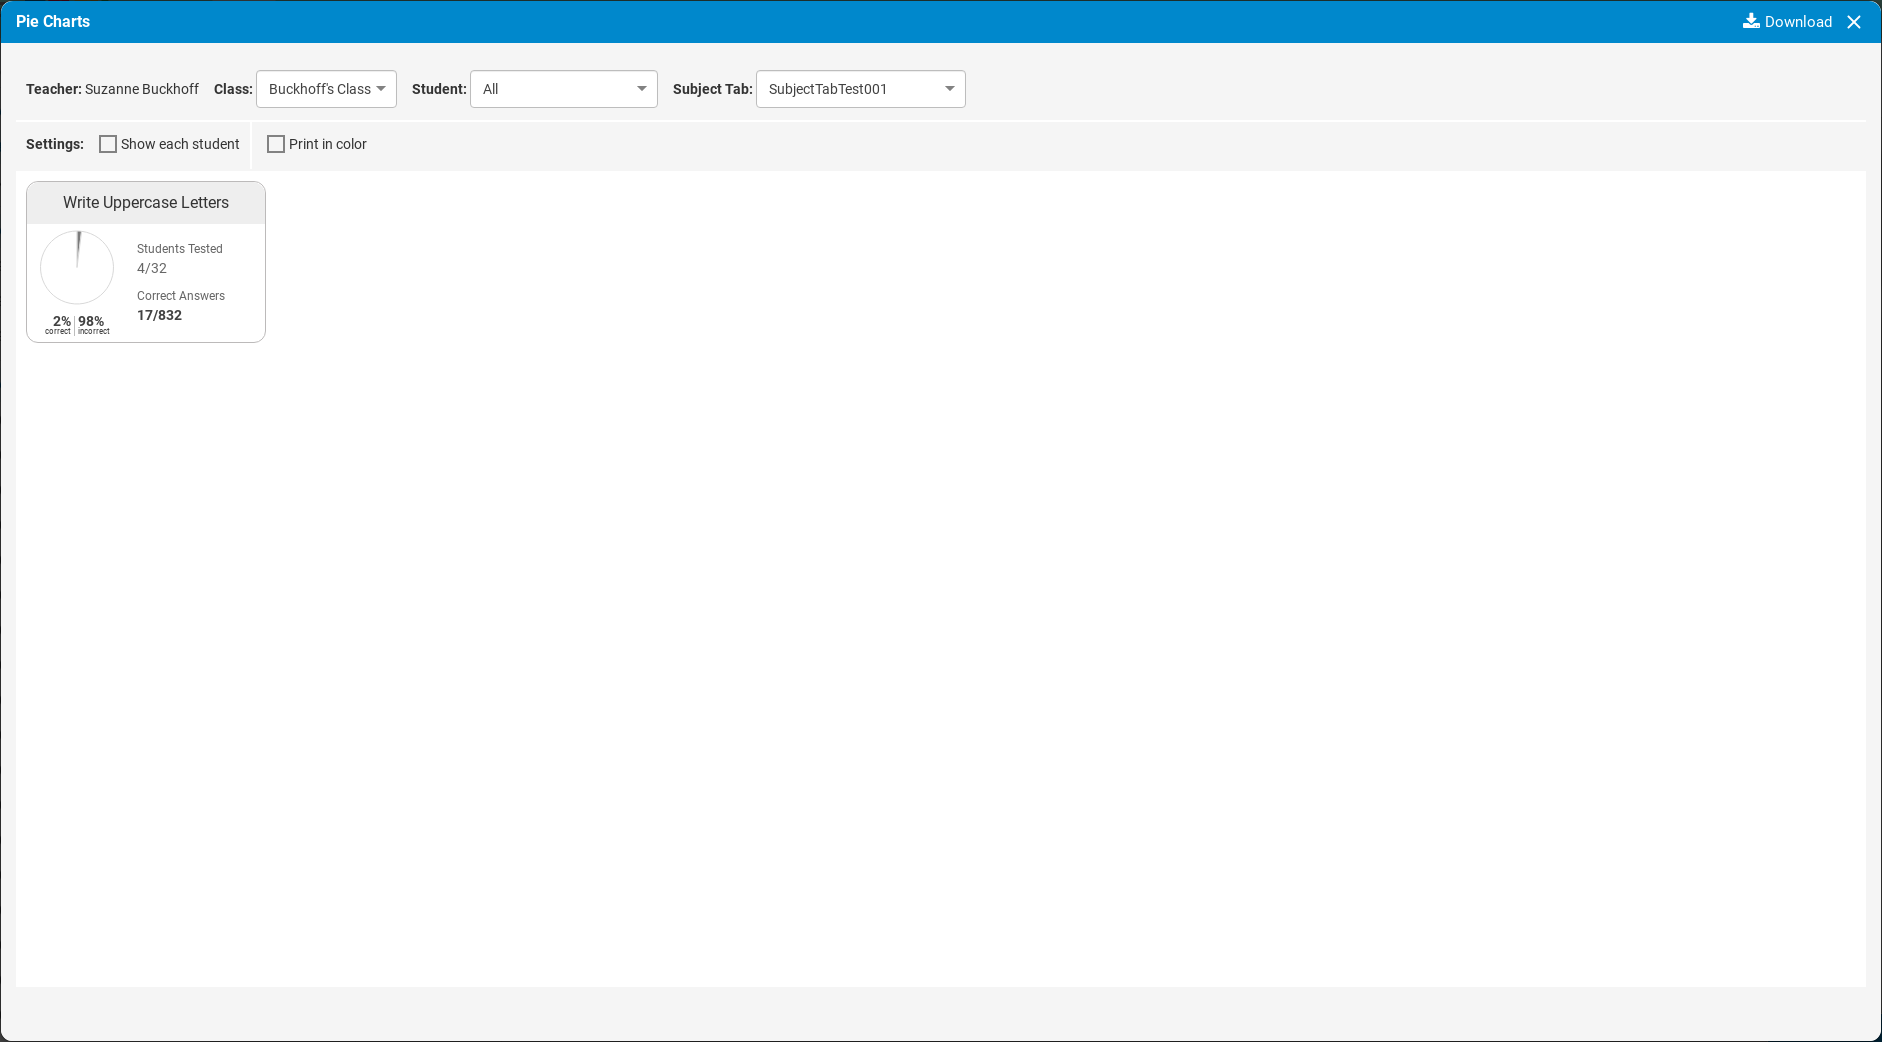 Pie Charts
Download
Teacher: Suzanne Buckhoff Class: Buckhoff's Class Student: All Subject Tab: SubjectTabTest001
Settings: Show each student Print in color
Write Uppercase Letters
Students Tested
4/32
Correct Answers
17/832
2% 98%
correct incorrect